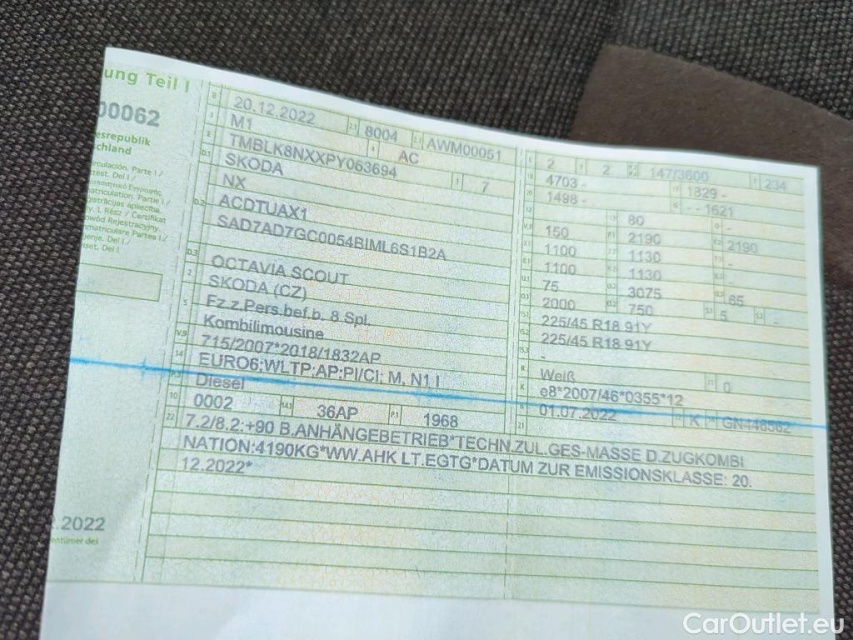 ung Teil I
00062
esrepublik
chland
.2022
20.12.2022 8004 AWM00051
M1 AC
TMBLK8NXXPY063694 7
SKODA
NX
ACDTUAX1
SAD7AD7GC0054BIML6S1B2A
OCTAVIA SCOUT
SKODA (CZ)
Fz.z.Pers.bef.b. 8 Spl.
Kombilimousine
715/2007*2018/1832AP
EURO6;WLTP;AP;PI/CI; M, N1 I
Diesel
0002 36AP 1968
2 2 147/3600 234
4703 - 1829 -
1498 - - - 1621
- 80 -
150 2190 2190
1100 1130 -
1100 1130 -
75 3075 65
2000 750 5 -
225/45 R18 91Y
225/45 R18 91Y
-
Weiß 0
e8*2007/46*0355*12
01.07.2022 K GN448562
7.2/8.2:+90 B.ANHÄNGEBETRIEB*TECHN.ZUL.GES-MASSE D.ZUGKOMBI
NATION:4190KG*WW.AHK LT.EGTG*DATUM ZUR EMISSIONSKLASSE: 20.
12.2022*
CarOutlet.eu